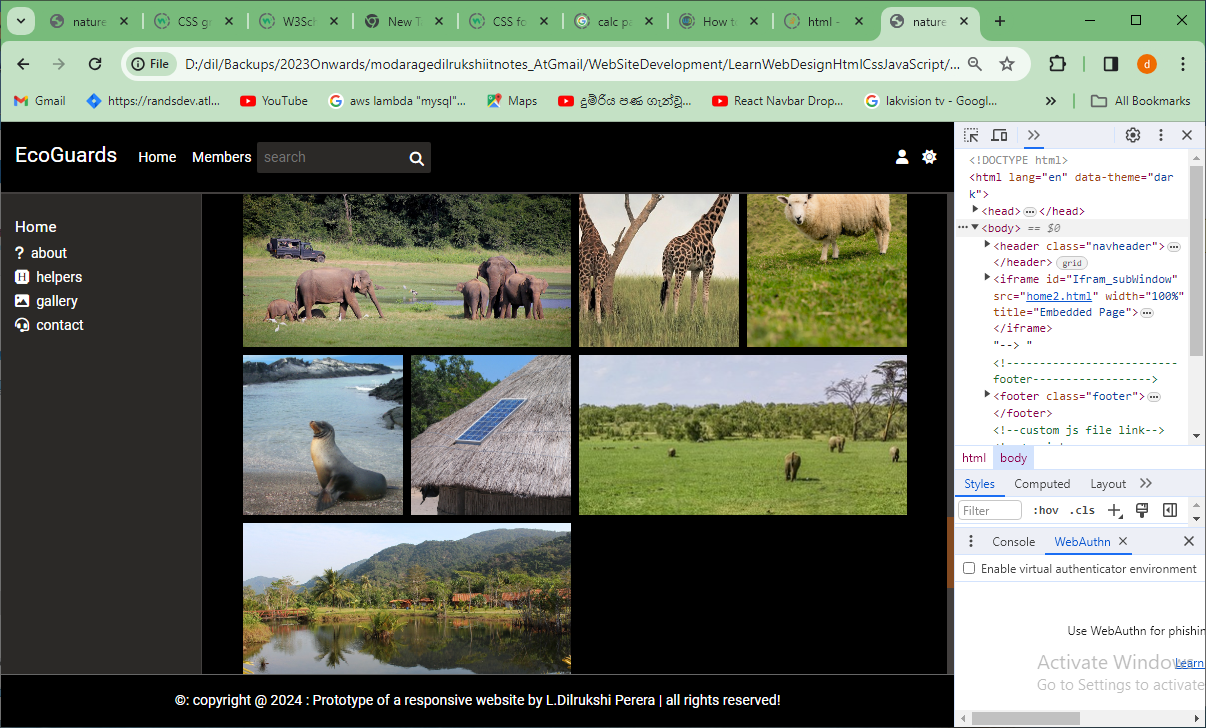 nature
CSS gr
W3Sch
New T
CSS fo
calc pa
How to
html -
nature
File
D:/dil/Backups/2023Onwards/modaragedilrukshiitnotes_AtGmail/WebSiteDevelopment/LearnWebDesignHtmlCssJavaScript/...
d
Gmail
https://randsdev.atl...
YouTube
aws lambda "mysql"...
Maps
දුම්රිය පණ ගැන්වූ...
React Navbar Drop...
lakvision tv - Googl...
All Bookmarks
EcoGuards
Home
Members
search
Home
? about
H helpers
gallery
contact
©: copyright @ 2024 : Prototype of a responsive website by L.Dilrukshi Perera | all rights reserved!
<!DOCTYPE html>
<html lang="en" data-theme="dar
k">
<head>…</head>
<body> == $0
<header class="navheader">…
</header> grid
<iframe id="Ifram_subWindow"
src="home2.html" width="100%"
title="Embedded Page">…
</iframe>
"--> "
<!--------------------------
footer----------------->
<footer class="footer">…
</footer>
<!--custom js file link-->
html body
Styles Computed Layout
Filter :hov .cls
Console WebAuthn
Enable virtual authenticator environment
Use WebAuthn for phishin
Learn
Activate Windows
Go to Settings to activate